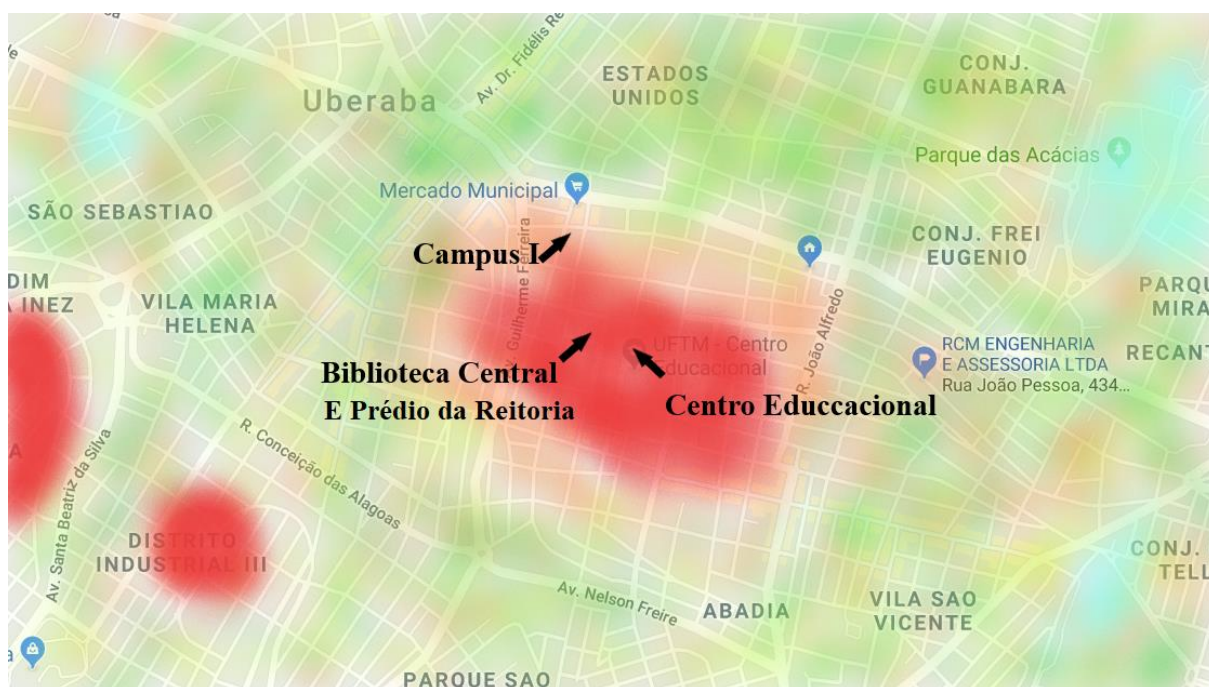 ESTADOS
UNIDOS
CONJ.
GUANABARA
Av. Dr. Fidélis Re
Uberaba
Parque das Acácias
Mercado Municipal
SÃO SEBASTIAO
Campus I
CONJ. FREI
EUGENIO
DIM
INEZ
VILA MARIA
HELENA
Guilherme Ferreira
PARQU
MIRA
R. João Alfredo
UFTM - Centro
Educacional
RCM ENGENHARIA
E ASSESSORIA LTDA
Rua João Pessoa, 434...
RECANT
Biblioteca Central
E Prédio da Reitoria
Centro Educcacional
R. Conceição das Alagoas
Av. Santa Beatriz da Silva
DISTRITO
INDUSTRIAL III
CONJ.
TELL
Av. Nelson Freire
ABADIA
VILA SAO
VICENTE
PARQUE SAO